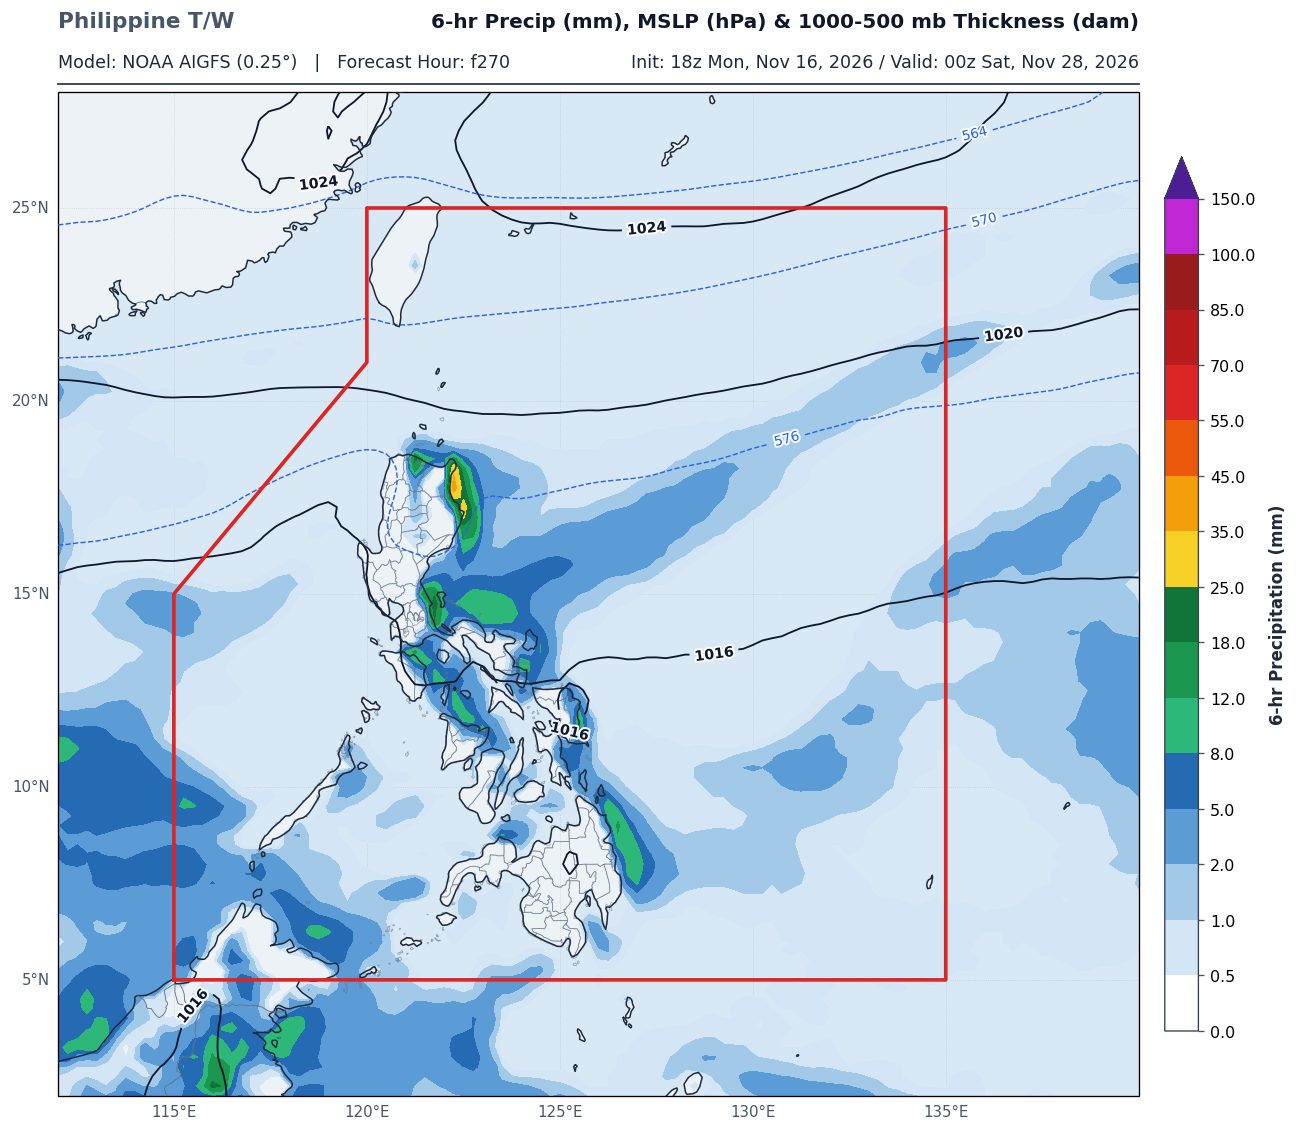 Philippine T/W
6-hr Precip (mm), MSLP (hPa) & 1000-500 mb Thickness (dam)
Model: NOAA AIGFS (0.25°) | Forecast Hour: f270
Init: 18z Mon, Nov 16, 2026 / Valid: 00z Sat, Nov 28, 2026
564
1024
1024
570
1020
576
1016
1016
1016
25°N
20°N
15°N
10°N
5°N
115°E
120°E
125°E
130°E
135°E
150.0
100.0
85.0
70.0
55.0
45.0
35.0
25.0
18.0
12.0
8.0
5.0
2.0
1.0
0.5
0.0
6-hr Precipitation (mm)